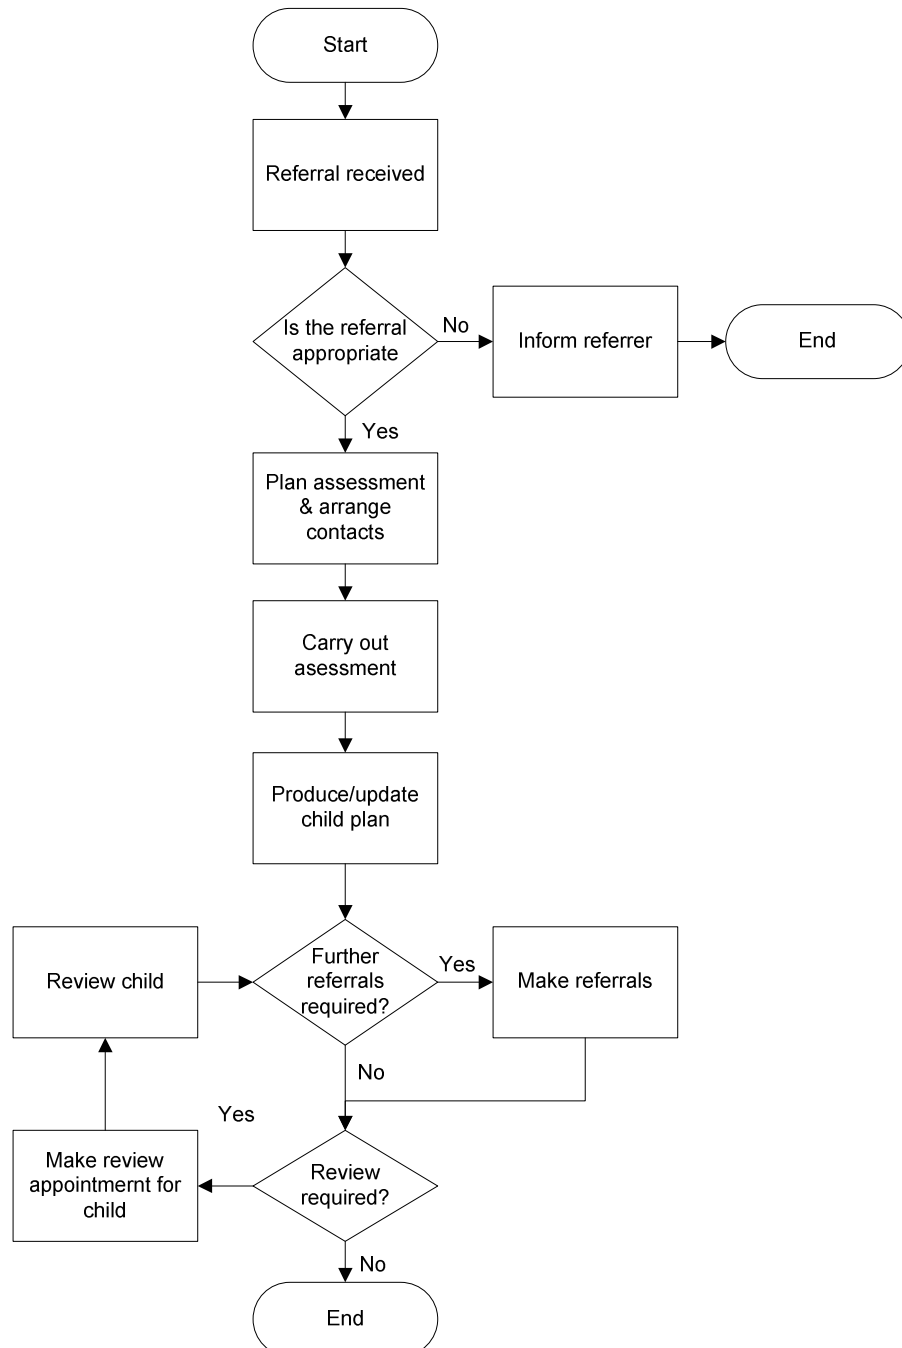 Start
Referral received
Is the referral
appropriate
No
Inform referrer
End
Yes
Plan assessment
& arrange
contacts
Carry out
asessment
Produce/update
child plan
Review child
Further
referrals
required?
Yes
Make referrals
No
Yes
Make review
appointmernt for
child
Review
required?
No
End